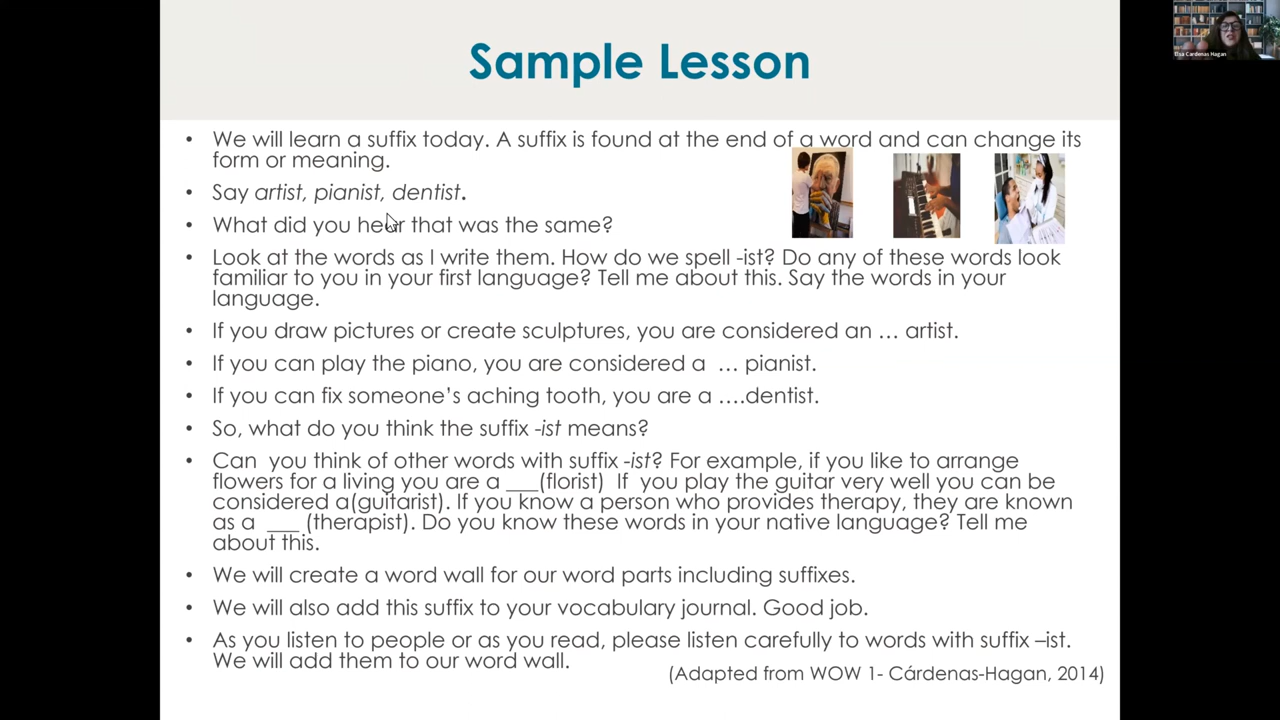 Sample Lesson
• We will learn a suffix today. A suffix is found at the end of a word and can change its
form or meaning.
• Say artist, pianist, dentist.
• What did you hear that was the same?
• Look at the words as I write them. How do we spell -ist? Do any of these words look
familiar to you in your first language? Tell me about this. Say the words in your
language.
• If you draw pictures or create sculptures, you are considered an … artist.
• If you can play the piano, you are considered a … pianist.
• If you can fix someone’s aching tooth, you are a ….dentist.
• So, what do you think the suffix -ist means?
• Can you think of other words with suffix -ist? For example, if you like to arrange
flowers for a living you are a ___(florist) If you play the guitar very well you can be
considered a(guitarist). If you know a person who provides therapy, they are known
as a ___ (therapist). Do you know these words in your native language? Tell me
about this.
• We will create a word wall for our word parts including suffixes.
• We will also add this suffix to your vocabulary journal. Good job.
• As you listen to people or as you read, please listen carefully to words with suffix –ist.
We will add them to our word wall.
(Adapted from WOW 1- Cárdenas-Hagan, 2014)
Elsa Cardenas Hagan